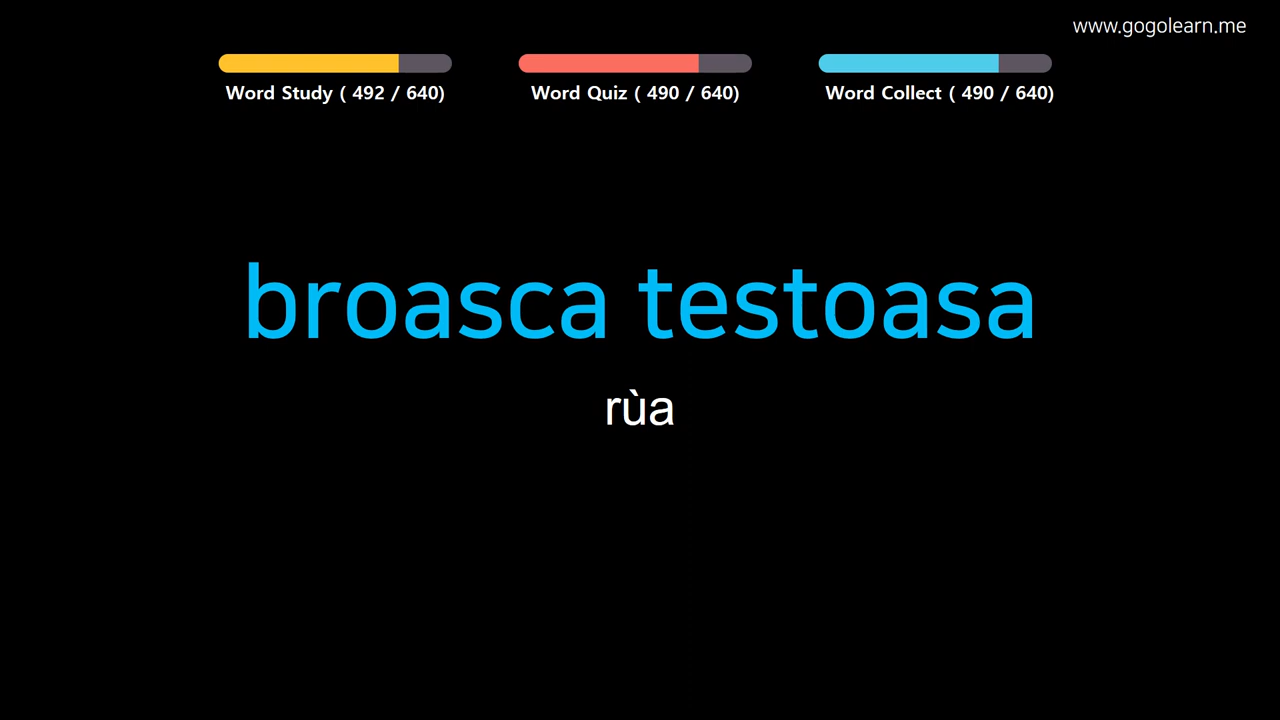 www.gogolearn.me
Word Study ( 492 / 640)
Word Quiz ( 490 / 640)
Word Collect ( 490 / 640)
broasca testoasa
rùa